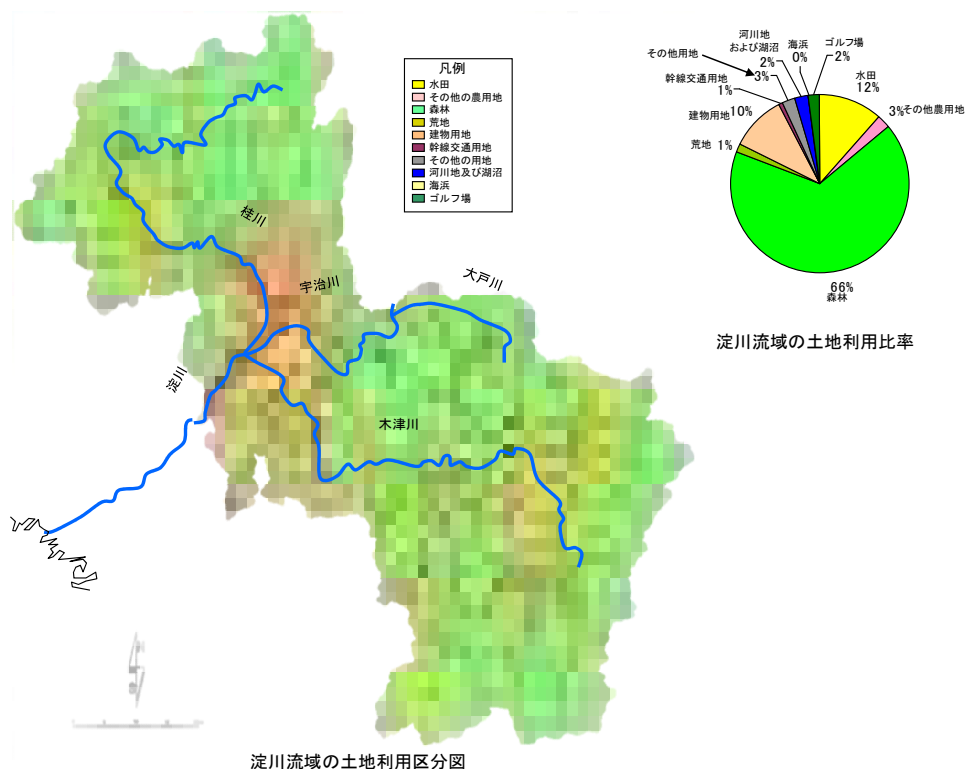 凡例
水田
その他の農用地
森林
荒地
建物用地
幹線交通用地
その他の用地
河川地及び湖沼
海浜
ゴルフ場
桂川
宇治川
大戸川
淀川
木津川
淀川流域の土地利用区分図
河川地
および湖沼
2%
海浜
0%
ゴルフ場
2%
その他用地
3%
幹線交通用地
1%
水田
12%
3%その他農用地
建物用地10%
荒地 1%
66%
森林
淀川流域の土地利用比率